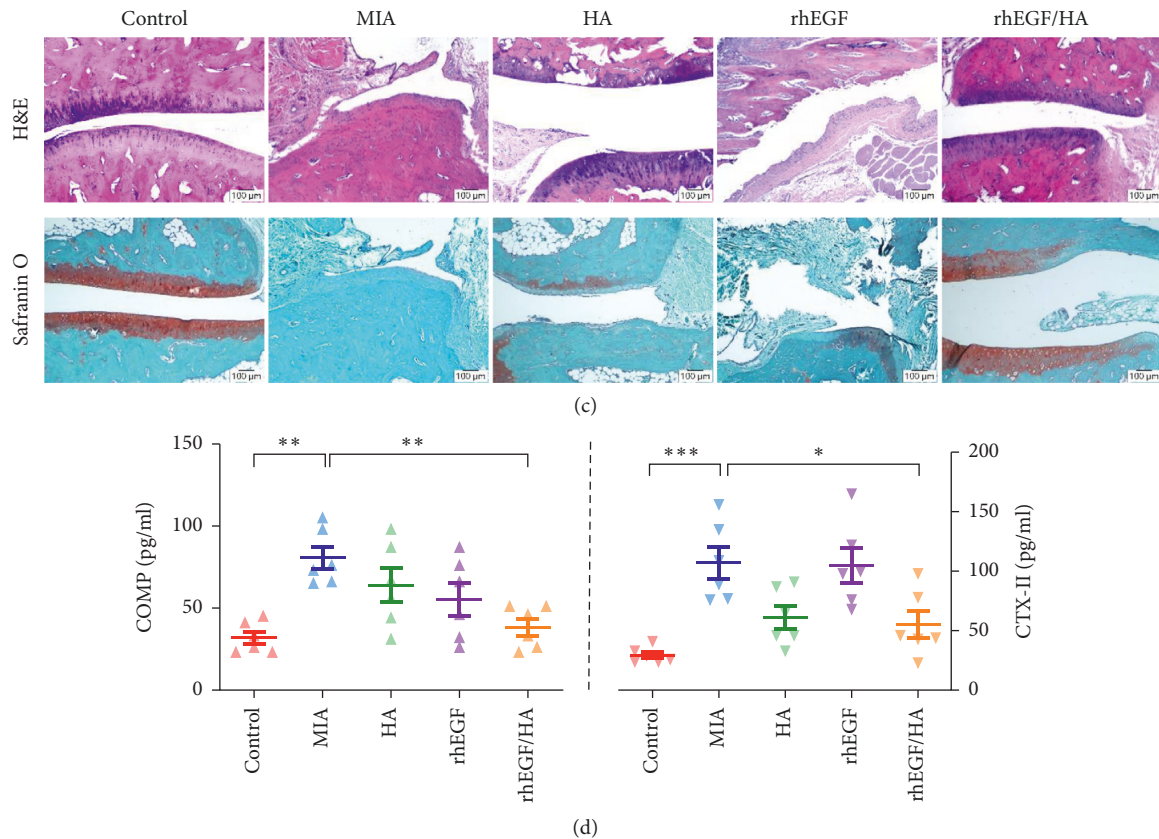 Control MIA HA rhEGF rhEGF/HA
H&E
100 μm 100 μm 100 μm 100 μm 100 μm
Safranin O
100 μm 100 μm 100 μm 100 μm 100 μm
(c)
COMP (pg/ml)
150
100
50
0
** **
Control MIA HA rhEGF rhEGF/HA
*** *
200
150
100
50
0
CTX-II (pg/ml)
Control MIA HA rhEGF rhEGF/HA
(d)